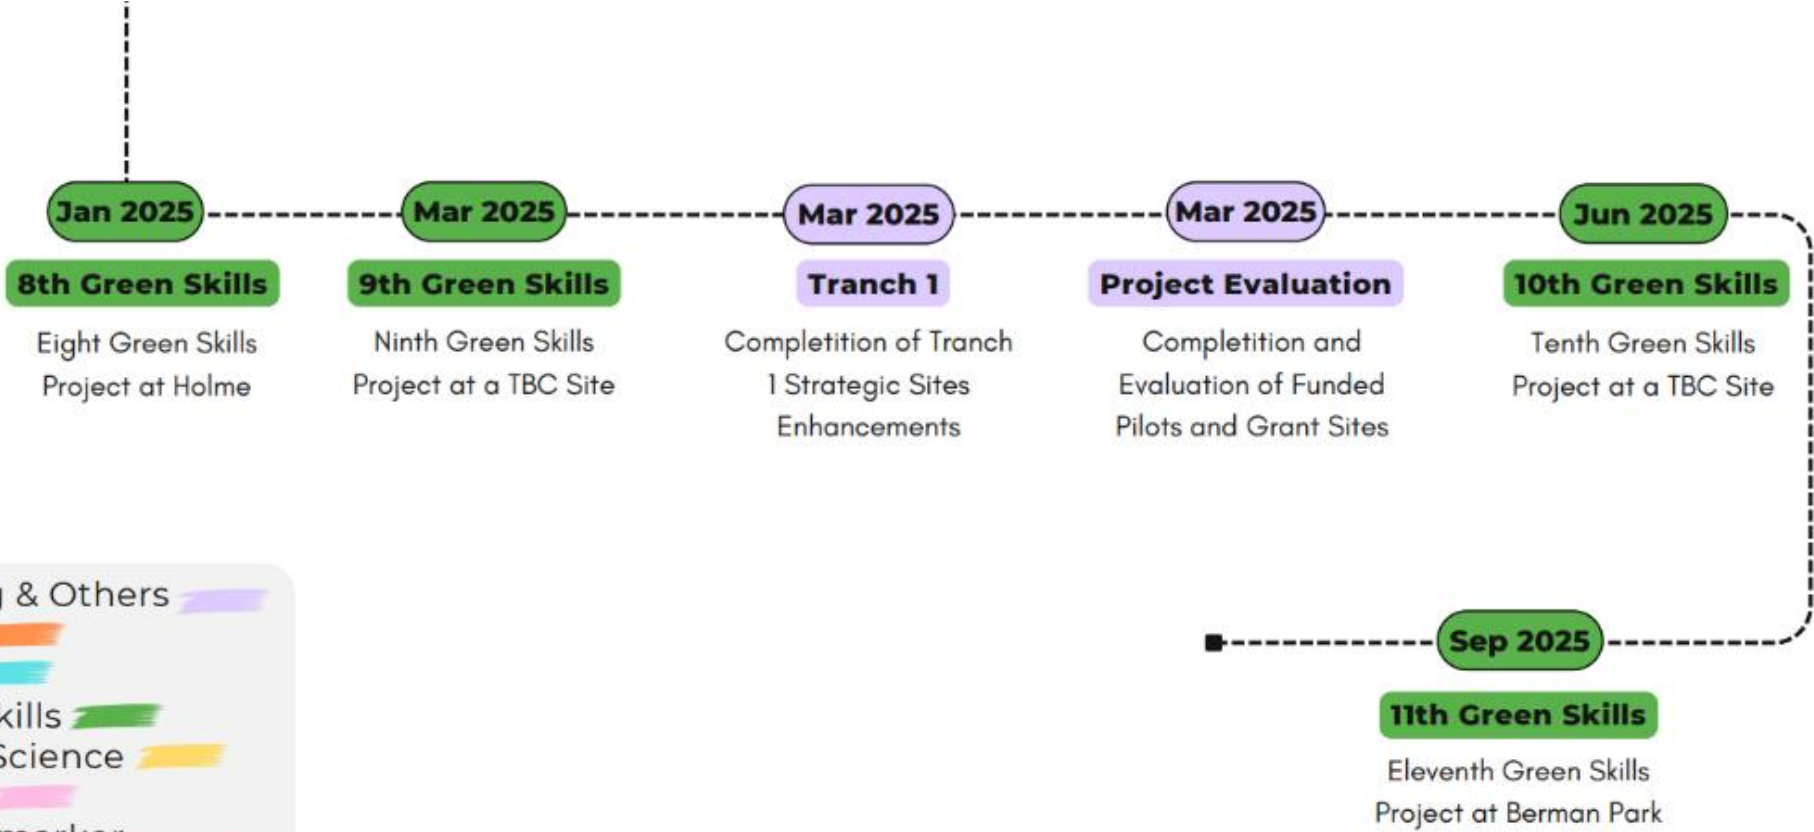 Jan 2025
8th Green Skills
Eight Green Skills
Project at Holme
Mar 2025
9th Green Skills
Ninth Green Skills
Project at a TBC Site
Mar 2025
Tranch 1
Completition of Tranch
1 Strategic Sites
Enhancements
Mar 2025
Project Evaluation
Completition and
Evaluation of Funded
Pilots and Grant Sites
Jun 2025
10th Green Skills
Tenth Green Skills
Project at a TBC Site
Sep 2025
11th Green Skills
Eleventh Green Skills
Project at Berman Park
& Others
kills
Science